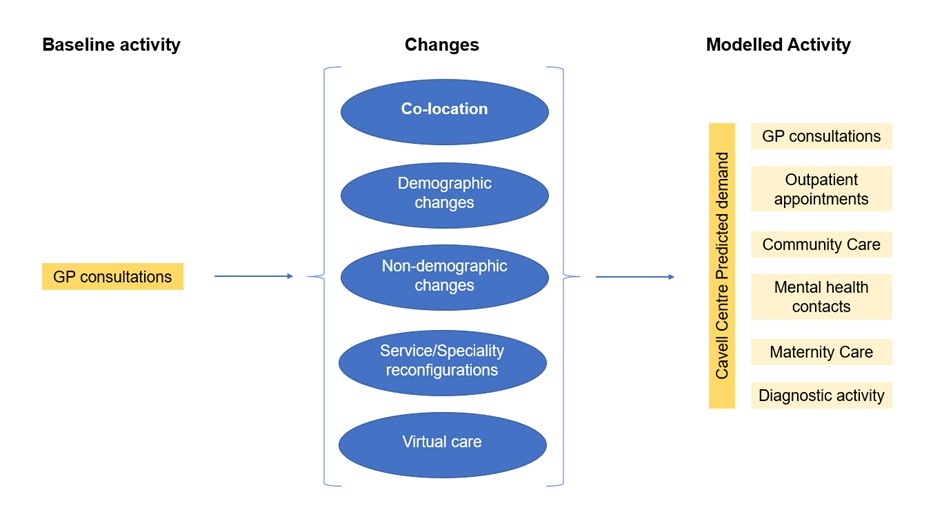 Baseline activity
Changes
Modelled Activity
GP consultations
Co-location
Demographic
changes
Non-demographic
changes
Service/Speciality
reconfigurations
Virtual care
Cavell Centre Predicted demand
GP consultations
Outpatient
appointments
Community Care
Mental health
contacts
Maternity Care
Diagnostic activity